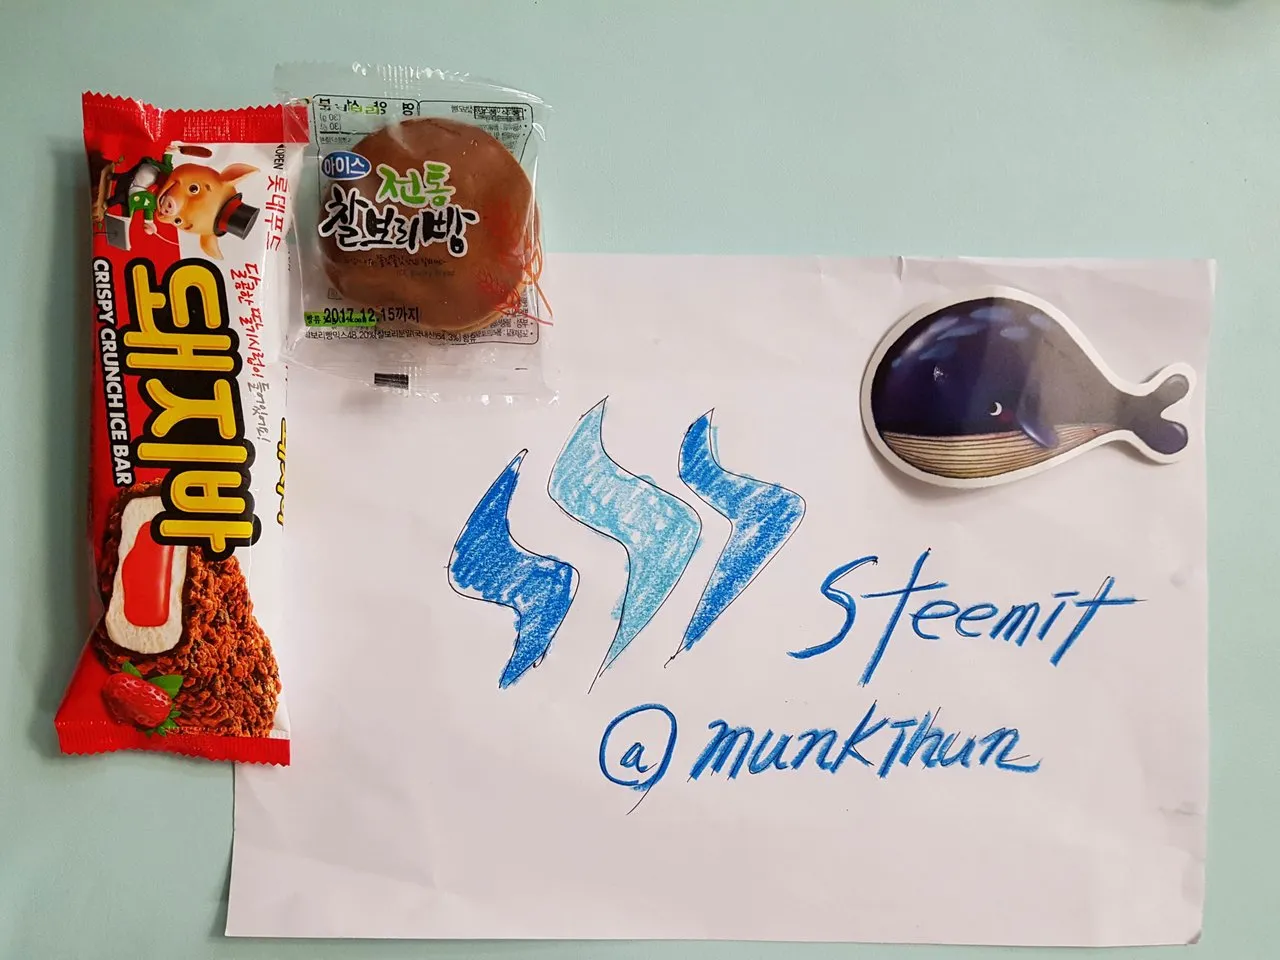 OPEN
롯데푸드
달콤한 딸기시럽이
들어있어요!
돼지바
CRISPY CRUNCH ICE BAR
아이스
전통
찰보리빵
2017.12.15까지
Steemit
@munkihun